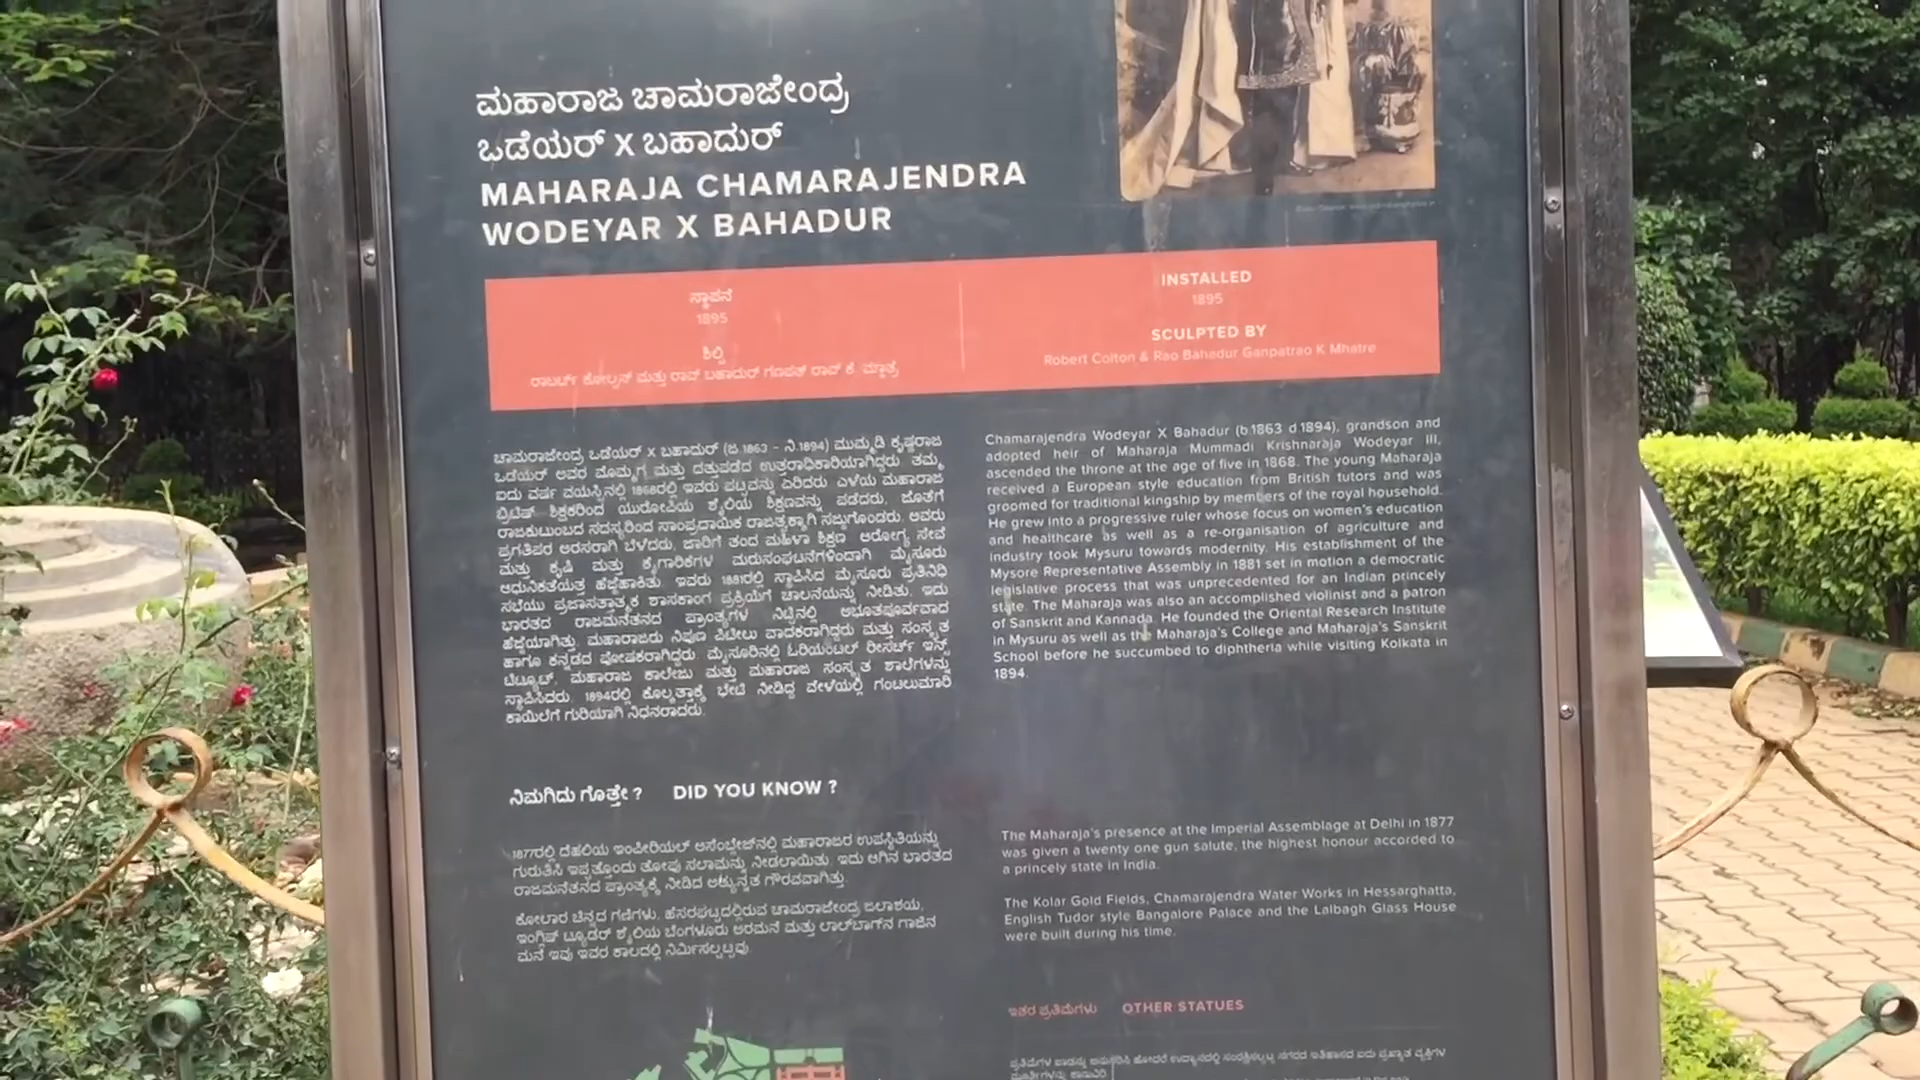 ಮಹಾರಾಜ ಚಾಮರಾಜೇಂದ್ರ
ಒಡೆಯರ್ X ಬಹಾದುರ್
MAHARAJA CHAMARAJENDRA
WODEYAR X BAHADUR
ಸ್ಥಾಪನೆ
1895
ಶಿಲ್ಪಿ
ರಾಬರ್ಟ್ ಕೋಲ್ಟನ್ ಮತ್ತು ರಾವ್ ಬಹಾದುರ್ ಗಣಪತ್ ರಾವ್ ಕೆ. ಮ್ಹಾತ್ರೆ
INSTALLED
1895
SCULPTED BY
Robert Colton & Rao Bahadur Ganpatrao K Mhatre
ಚಾಮರಾಜೇಂದ್ರ ಒಡೆಯರ್ X ಬಹಾದುರ್ (ಜ.1863 - ನಿ.1894) ಮುಮ್ಮಡಿ ಕೃಷ್ಣರಾಜ
ಒಡೆಯರ್ ಅವರ ಮೊಮ್ಮಗ ಮತ್ತು ದತ್ತುಪಡೆದ ಉತ್ತರಾಧಿಕಾರಿಯಾಗಿದ್ದರು. ತಮ್ಮ
ಐದು ವರ್ಷ ವಯಸ್ಸಿನಲ್ಲಿ 1868ರಲ್ಲಿ ಇವರು ಪಟ್ಟವನ್ನು ಏರಿದರು. ಎಳೆಯ ಮಹಾರಾಜ
ಬ್ರಿಟಿಷ್ ಶಿಕ್ಷಕರಿಂದ ಯುರೋಪಿಯ ಶೈಲಿಯ ಶಿಕ್ಷಣವನ್ನು ಪಡೆದರು, ಜೊತೆಗೆ
ರಾಜಕುಟುಂಬದ ಸದಸ್ಯರಿಂದ ಸಾಂಪ್ರದಾಯಿಕ ರಾಜತ್ವಕ್ಕಾಗಿ ಸಜ್ಜುಗೊಂಡರು. ಅವರು
ಪ್ರಗತಿಪರ ಅರಸರಾಗಿ ಬೆಳೆದರು. ಜಾರಿಗೆ ತಂದ ಮಹಿಳಾ ಶಿಕ್ಷಣ ಆರೋಗ್ಯ ಸೇವೆ
ಮತ್ತು ಕೃಷಿ ಮತ್ತು ಕೈಗಾರಿಕೆಗಳ ಮರುಸಂಘಟನೆಗಳಿಂದಾಗಿ ಮೈಸೂರು
ಆಧುನಿಕತೆಯತ್ತ ಹೆಜ್ಜೆಹಾಕಿತು. ಇವರು 1881ರಲ್ಲಿ ಸ್ಥಾಪಿಸಿದ ಮೈಸೂರು ಪ್ರತಿನಿಧಿ
ಸಭೆಯು ಪ್ರಜಾಸತ್ತಾತ್ಮಕ ಶಾಸಕಾಂಗ ಪ್ರಕ್ರಿಯೆಗೆ ಚಾಲನೆಯನ್ನು ನೀಡಿತು. ಇದು
ಭಾರತದ ರಾಜಮನೆತನದ ಪ್ರಾಂತ್ಯಗಳ ನಿಟ್ಟಿನಲ್ಲಿ ಅಭೂತಪೂರ್ವವಾದ
ಹೆಜ್ಜೆಯಾಗಿತ್ತು. ಮಹಾರಾಜರು ನಿಪುಣ ಪಿಟೀಲು ವಾದಕರಾಗಿದ್ದರು ಮತ್ತು ಸಂಸ್ಕೃತ
ಹಾಗೂ ಕನ್ನಡದ ಪೋಷಕರಾಗಿದ್ದರು. ಮೈಸೂರಿನಲ್ಲಿ ಓರಿಯಂಟಲ್ ರೀಸರ್ಚ್ ಇನ್ಸ್
ಟಿಟ್ಯೂಟ್, ಮಹಾರಾಜ ಕಾಲೇಜು ಮತ್ತು ಮಹಾರಾಜ ಸಂಸ್ಕೃತ ಶಾಲೆಗಳನ್ನು
ಸ್ಥಾಪಿಸಿದರು. 1894ರಲ್ಲಿ ಕೊಲ್ಕತ್ತಾಕ್ಕೆ ಭೇಟಿ ನೀಡಿದ್ದ ವೇಳೆಯಲ್ಲಿ ಗಂಟಲುಮಾರಿ
ಕಾಯಿಲೆಗೆ ಗುರಿಯಾಗಿ ನಿಧನರಾದರು.
Chamarajendra Wodeyar X Bahadur (b 1863 d 1894), grandson and
adopted heir of Maharaja Mummadi Krishnaraja Wodeyar III,
ascended the throne at the age of five in 1868. The young Maharaja
received a European style education from British tutors and was
groomed for traditional kingship by members of the royal household.
He grew into a progressive ruler whose focus on women's education
and healthcare as well as a re-organisation of agriculture and
industry took Mysuru towards modernity. His establishment of the
Mysore Representative Assembly in 1881 set in motion a democratic
legislative process that was unprecedented for an Indian princely
state. The Maharaja was also an accomplished violinist and a patron
of Sanskrit and Kannada. He founded the Oriental Research Institute
in Mysuru as well as the Maharaja's College and Maharaja's Sanskrit
School before he succumbed to diphtheria while visiting Kolkata in
1894.
ನಿಮಗಿದು ಗೊತ್ತೇ ? DID YOU KNOW ?
1877ರಲ್ಲಿ ದೆಹಲಿಯ ಇಂಪೀರಿಯಲ್ ಅಸೆಂಬ್ಲೇಜ್‌ನಲ್ಲಿ ಮಹಾರಾಜರ ಉಪಸ್ಥಿತಿಯನ್ನು
ಗುರುತಿಸಿ ಇಪ್ಪತ್ತೊಂದು ತೋಪು ಸಲಾಮನ್ನು ನೀಡಲಾಯಿತು. ಇದು ಆಗಿನ ಭಾರತದ
ರಾಜಮನೆತನದ ಪ್ರಾಂತ್ಯಕ್ಕೆ ನೀಡಿದ ಅತ್ಯುನ್ನತ ಗೌರವವಾಗಿತ್ತು.
ಕೋಲಾರ ಚಿನ್ನದ ಗಣಿಗಳು, ಹೆಸರಘಟ್ಟದಲ್ಲಿರುವ ಚಾಮರಾಜೇಂದ್ರ ಜಲಾಶಯ,
ಇಂಗ್ಲಿಷ್ ಟ್ಯೂಡರ್ ಶೈಲಿಯ ಬೆಂಗಳೂರು ಅರಮನೆ ಮತ್ತು ಲಾಲ್‌ಬಾಗ್‌ನ ಗಾಜಿನ
ಮನೆ ಇವು ಇವರ ಕಾಲದಲ್ಲಿ ನಿರ್ಮಿಸಲ್ಪಟ್ಟವು.
The Maharaja's presence at the Imperial Assemblage at Delhi in 1877
was given a twenty one gun salute, the highest honour accorded to
a princely state in India.
The Kolar Gold Fields, Chamarajendra Water Works in Hessarghatta,
English Tudor style Bangalore Palace and the Lalbagh Glass House
were built during his time.
ಇತರ ಪ್ರತಿಮೆಗಳು OTHER STATUES